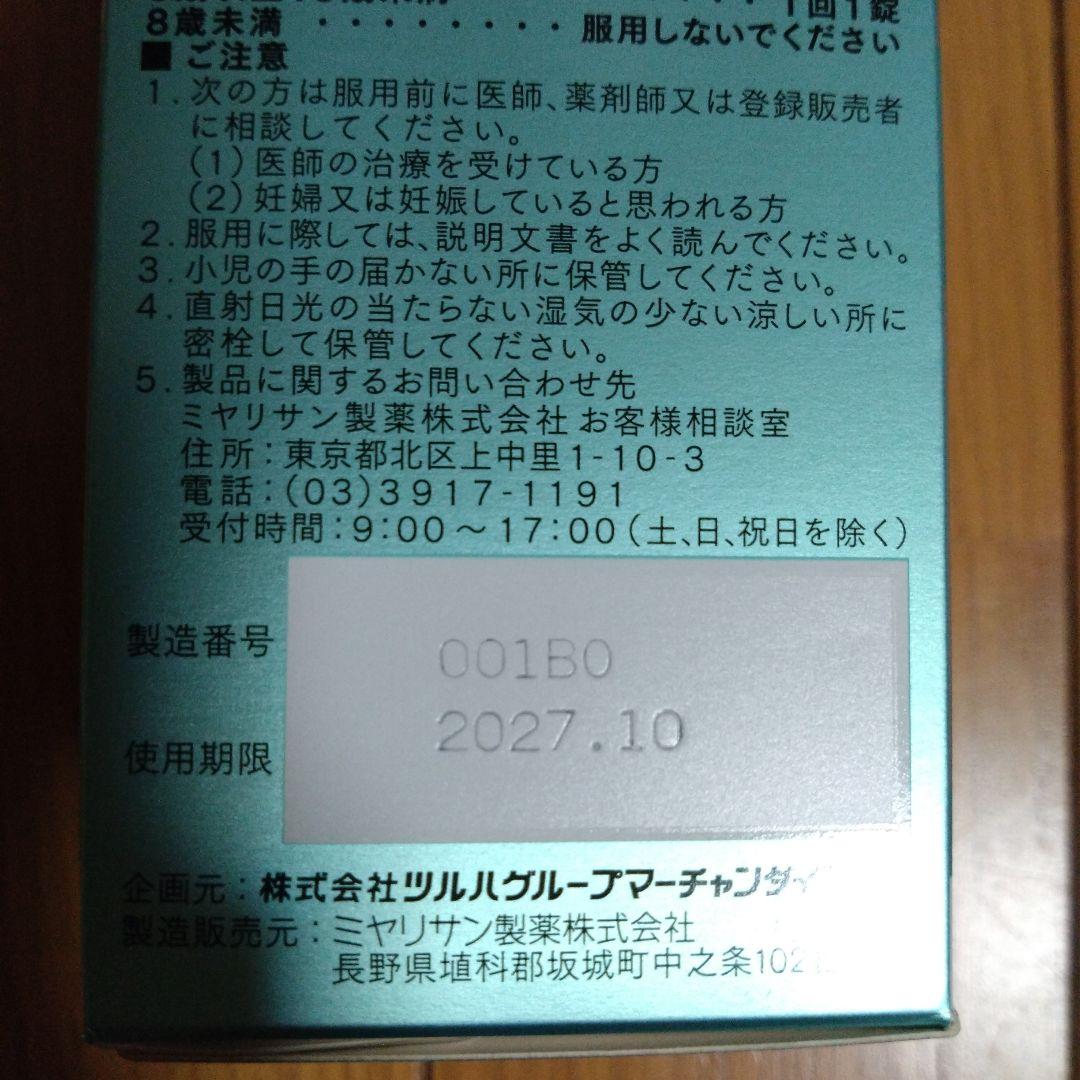 1回1錠
8歳未満 ・・・・・・・・・ 服用しないでください
■ご注意
1. 次の方は服用前に医師、薬剤師又は登録販売者
に相談してください。
(1) 医師の治療を受けている方
(2) 妊婦又は妊娠していると思われる方
2. 服用に際しては、説明文書をよく読んでください。
3. 小児の手の届かない所に保管してください。
4. 直射日光の当たらない湿気の少ない涼しい所に
密栓して保管してください。
5. 製品に関するお問い合わせ先
ミヤリサン製薬株式会社 お客様相談室
住所：東京都北区上中里1-10-3
電話：(03)3917-1191
受付時間：9:00～17:00（土、日、祝日を除く）
製造番号 001B0
使用期限 2027.10
企画元：株式会社ツルハグループマーチャンダイ
製造販売元：ミヤリサン製薬株式会社
長野県埴科郡坂城町中之条102